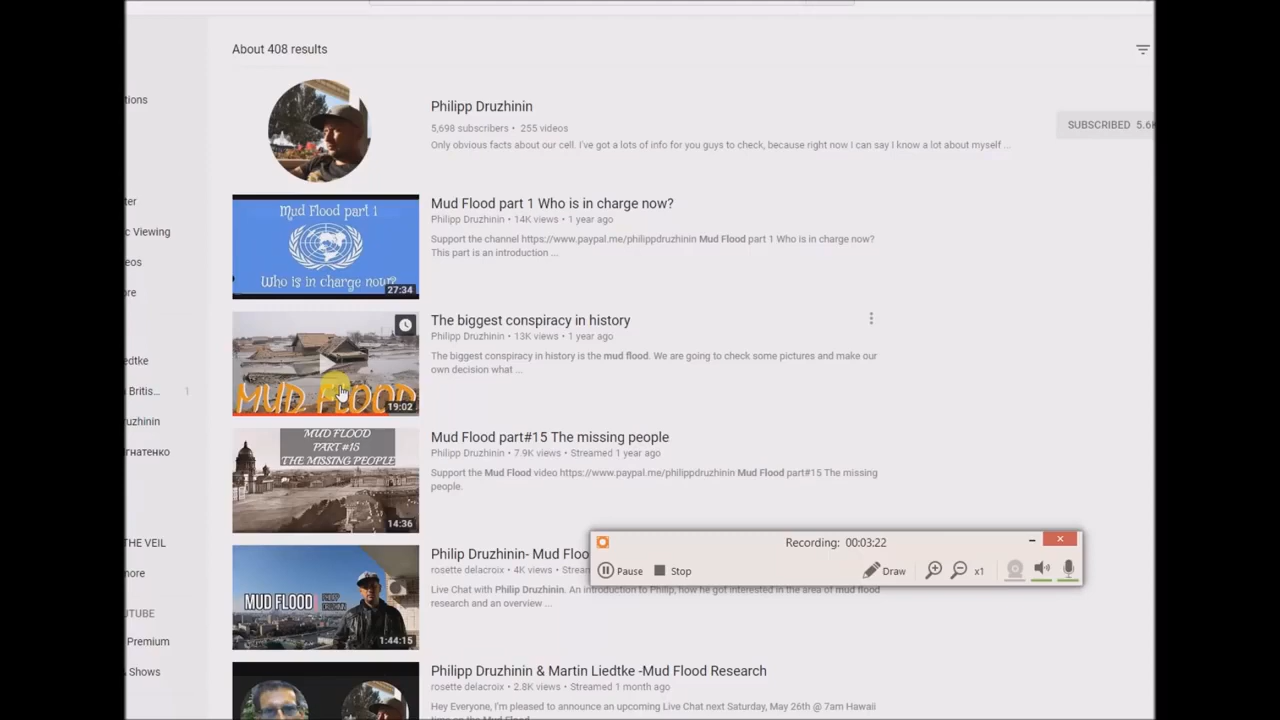 About 408 results
tions
Philipp Druzhinin
5,698 subscribers • 255 videos
SUBSCRIBED 5.6K
Only obvious facts about our cell. I've got a lots of info for you guys to check, because right now I can say I know a lot about myself ...
ter
c Viewing
eos
re
Mud Flood part 1
Who is in charge now?
27:34
Mud Flood part 1 Who is in charge now?
Philipp Druzhinin • 14K views • 1 year ago
Support the channel https://www.paypal.me/philippdruzhinin Mud Flood part 1 Who is in charge now?
This part is an introduction ...
edtke
Britis... 1
uzhinin
гнатенко
MUD FLOOD
19:02
The biggest conspiracy in history
Philipp Druzhinin • 13K views • 1 year ago
The biggest conspiracy in history is the mud flood. We are going to check some pictures and make our
own decision what ...
MUD FLOOD
PART #15
THE MISSING PEOPLE
14:36
Mud Flood part#15 The missing people
Philipp Druzhinin • 7.9K views • Streamed 1 year ago
Support the Mud Flood video https://www.paypal.me/philippdruzhinin Mud Flood part#15 The missing
people.
THE VEIL
more
UTUBE
Premium
Shows
MUD FLOOD
1:44:15
Philip Druzhinin- Mud Floo
rosette delacroix • 4K views • Stream
Live Chat with Philip Druzhinin. An introduction to Philip, how he got interested in the area of mud flood
research and an overview ...
Recording: 00:03:22
Pause Stop Draw x1
Philipp Druzhinin & Martin Liedtke -Mud Flood Research
rosette delacroix • 2.8K views • Streamed 1 month ago
Hey Everyone, I'm pleased to announce an upcoming Live Chat next Saturday, May 26th @ 7am Hawaii
time on the Mud Flood